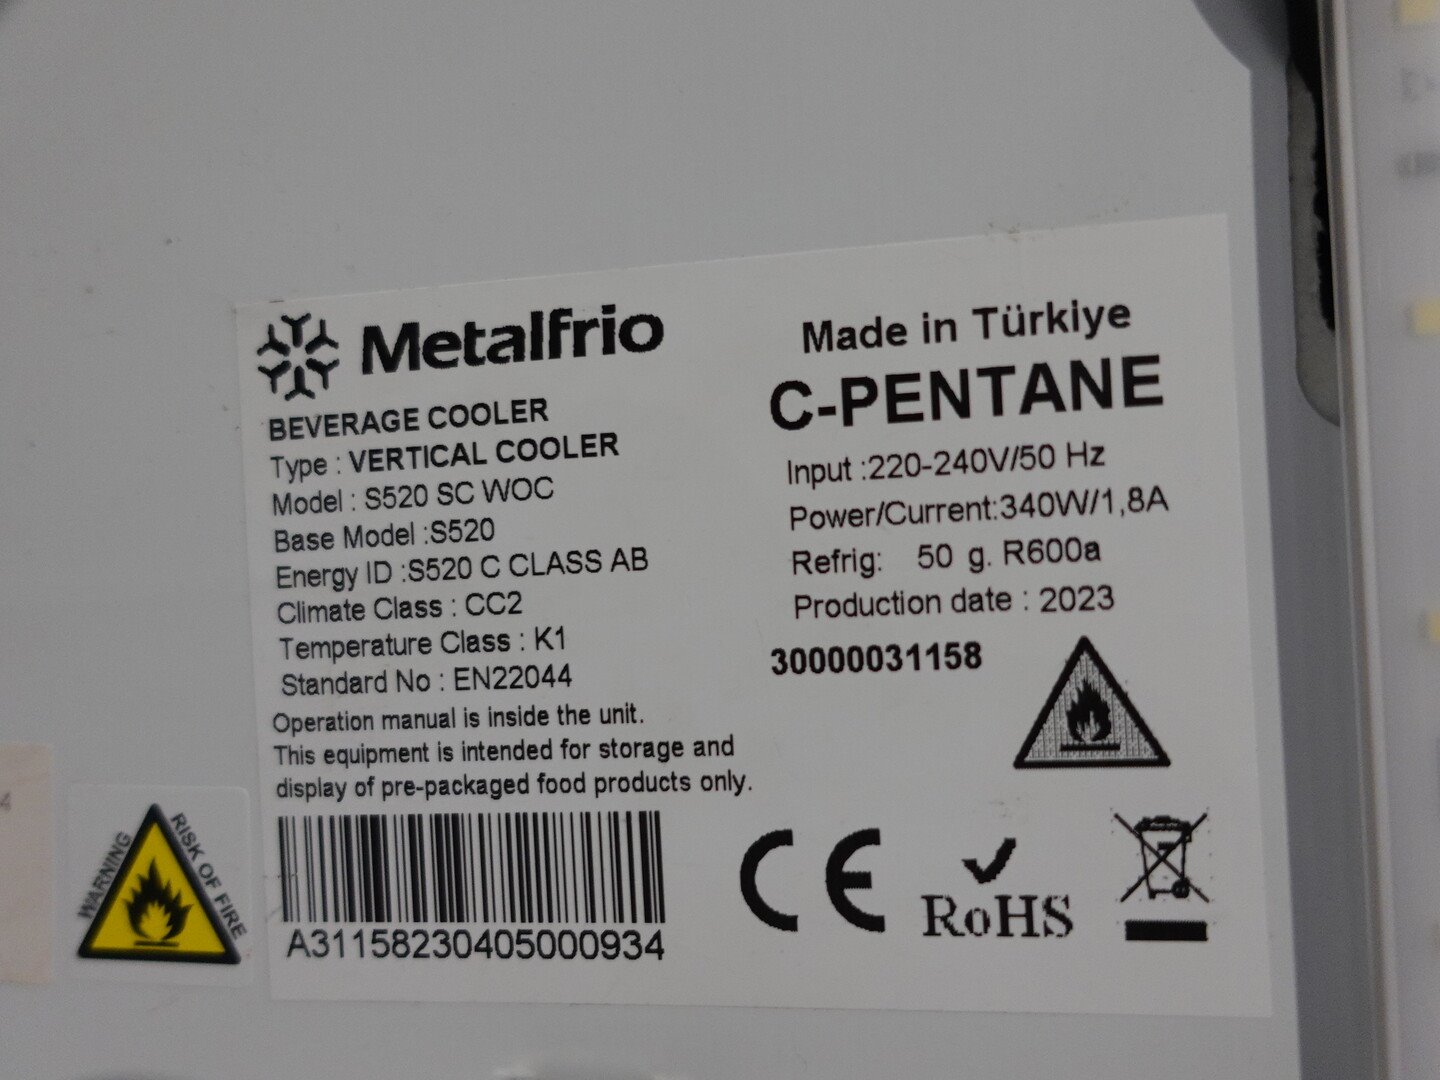 Metalfrio
BEVERAGE COOLER
Type : VERTICAL COOLER
Model : S520 SC WOC
Base Model :S520
Energy ID :S520 C CLASS AB
Climate Class : CC2
Temperature Class : K1
Standard No : EN22044
Operation manual is inside the unit.
This equipment is intended for storage and
display of pre-packaged food products only.
A31158230405000934
Made in Türkiye
C-PENTANE
Input :220-240V/50 Hz
Power/Current:340W/1,8A
Refrig: 50 g. R600a
Production date : 2023
30000031158
CE
RoHS
WARNING
RISK OF FIRE
4